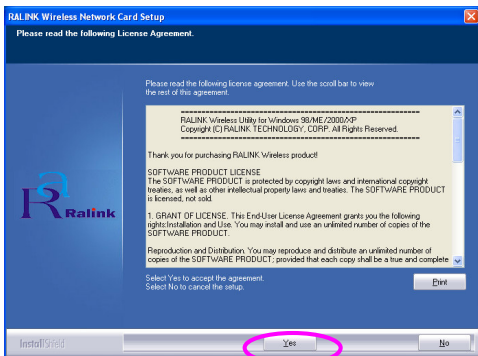 RALINK Wireless Network Card Setup
Please read the following License Agreement.
Please read the following license agreement. Use the scroll bar to view
the rest of this agreement.
RALINK Wireless Utility for Windows 98/ME/2000/XP
Copyright (C) RALINK TECHNOLOGY, CORP. All Rights Reserved.
Thank you for purchasing RALINK Wireless product!
SOFTWARE PRODUCT LICENSE
The SOFTWARE PRODUCT is protected by copyright laws and international copyright
treaties, as well as other intellectual property laws and treaties. The SOFTWARE PRODUCT
is licensed, not sold.
1. GRANT OF LICENSE. This End-User License Agreement grants you the following
rights:Installation and Use. You may install and use an unlimited number of copies of the
SOFTWARE PRODUCT.
Reproduction and Distribution. You may reproduce and distribute an unlimited number of
copies of the SOFTWARE PRODUCT; provided that each copy shall be a true and complete
Ralink
Select Yes to accept the agreement.
Select No to cancel the setup.
Print
InstallShield
Yes
No